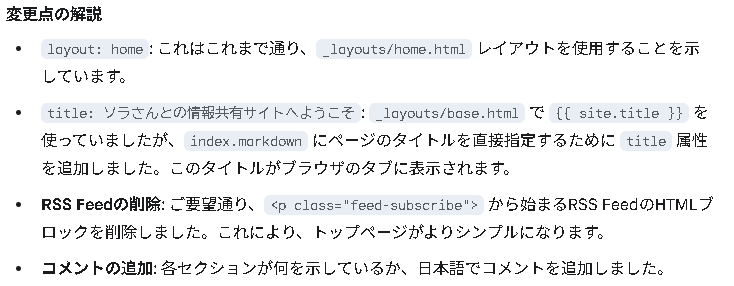 変更点の解説
• layout: home: これはこれまで通り、 _layouts/home.html レイアウトを使用することを示
しています。
• title: ソラさんとの情報共有サイトへようこそ: _layouts/base.html で {{ site.title }} を
使っていましたが、 index.markdown にページのタイトルを直接指定するために title 属性
を追加しました。このタイトルがブラウザのタブに表示されます。
• RSS Feedの削除: ご要望通り、 <p class="feed-subscribe"> から始まるRSS FeedのHTMLブ
ロックを削除しました。これにより、トップページがよりシンプルになります。
• コメントの追加: 各セクションが何を示しているか、日本語でコメントを追加しました。